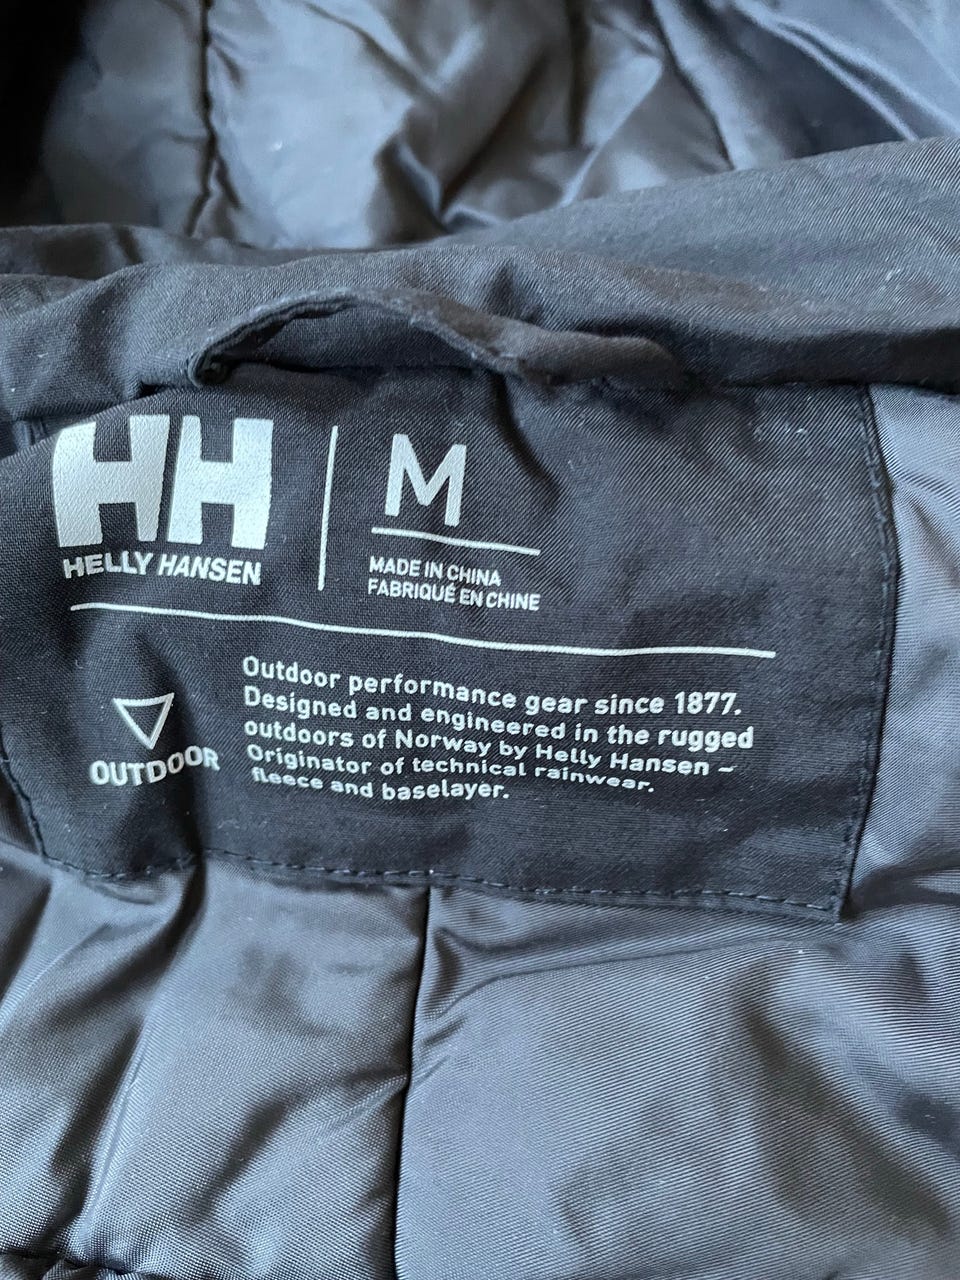 HH
HELLY HANSEN
M
MADE IN CHINA
FABRIQUÉ EN CHINE
OUTDOOR
Outdoor performance gear since 1877.
Designed and engineered in the rugged
outdoors of Norway by Helly Hansen –
Originator of technical rainwear.
fleece and baselayer.